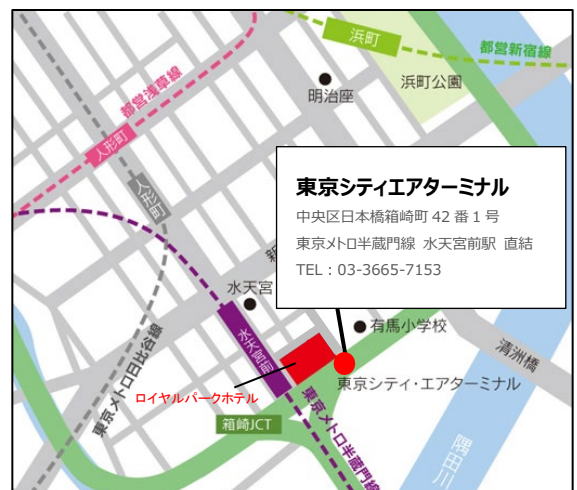 浜町
都営新宿線
浜町公園
明治座
都営浅草線
人形町
人形町
東京シティエアターミナル
中央区日本橋箱崎町 42 番 1 号
東京メトロ半蔵門線 水天宮前駅 直結
TEL：03-3665-7153
新
水天宮
水天宮前
有馬小学校
清洲橋
東京シティ・エアターミナル
ロイヤルパークホテル
箱崎JCT
東京メトロ日比谷線
東京メトロ半蔵門線
隅田川